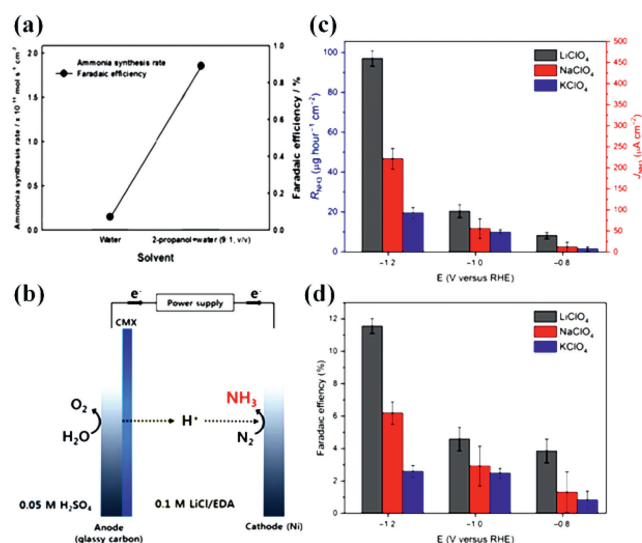 (a)
Ammonia synthesis rate
Faradaic efficiency
Ammonia synthesis rate / x 10⁻¹¹ mol s⁻¹ cm⁻²
2.0
1.5
1.0
0.5
0.0
1.0
0.8
0.6
0.4
0.2
0.0
Faradaic efficiency / %
Water
2-propanol=water (9:1, v/v)
Solvent
(b)
e⁻
Power supply
e⁻
CMX
O₂
H₂O
H⁺
NH₃
N₂
0.05 M H₂SO₄
0.1 M LiCl/EDA
Anode
(glassy carbon)
Cathode (Ni)
(c)
LiClO₄
NaClO₄
KClO₄
R_NH3 (μg hour⁻¹ cm⁻²)
100
80
60
40
20
0
500
450
400
350
300
250
200
150
100
50
0
J_NH3 (μA cm⁻²)
-1.2
-1.0
-0.8
E (V versus RHE)
(d)
LiClO₄
NaClO₄
KClO₄
Faradaic effiency (%)
12
10
8
6
4
2
0
-1.2
-1.0
-0.8
E (V versus RHE)